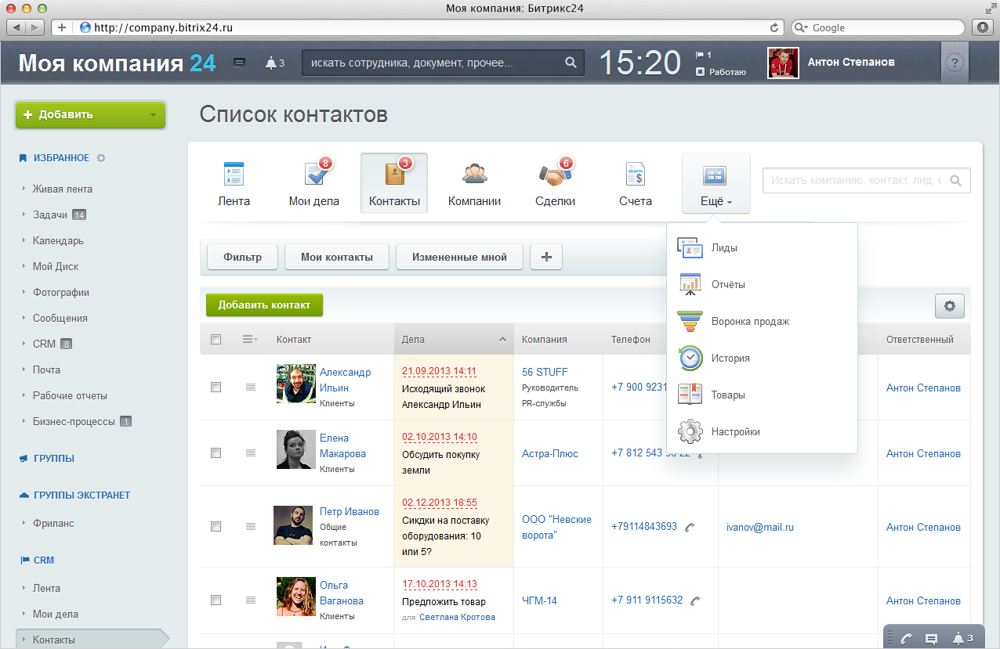 Моя компания: Битрикс24
http://company.bitrix24.ru
Google
Моя компания 24
3
искать сотрудника, документ, прочее...
15:20
1
Работаю
Антон Степанов
?
Добавить
Список контактов
ИЗБРАННОЕ
Живая лента
Задачи 14
Календарь
Мой Диск
Фотографии
Сообщения
CRM 8
Почта
Рабочие отчеты
Бизнес-процессы 1
ГРУППЫ
ГРУППЫ ЭКСТРАНЕТ
Фриланс
CRM
Лента
Мои дела
Контакты
8
3
6
Лента
Мои дела
Контакты
Компании
Сделки
Счета
Ещё
Искать компанию, контакт, лид, с
Лиды
Отчёты
Воронка продаж
История
Товары
Настройки
Фильтр
Мои контакты
Измененные мной
+
Добавить контакт
Контакт
Дела
Компания
Телефон
Ответственный
Александр
Ильин
Клиенты
21.09.2013 14:11
Исходящий звонок
Александр Ильин
56 STUFF
Руководитель
PR-службы
+7 900 9231
Антон Степанов
Елена
Макарова
Клиенты
02.10.2013 14:10
Обсудить покупку
земли
Астра-Плюс
+7 812 543
Антон Степанов
Петр Иванов
Общие
контакты
02.12.2013 18:55
Сикдки на поставку
оборудования: 10
или 5?
ООО "Невские
ворота"
+79114843693
ivanov@mail.ru
Антон Степанов
Ольга
Ваганова
Клиенты
17.10.2013 14:13
Предложить товар
для Светлана Кротова
ЧГМ-14
+7 911 9115632
Антон Степанов
3